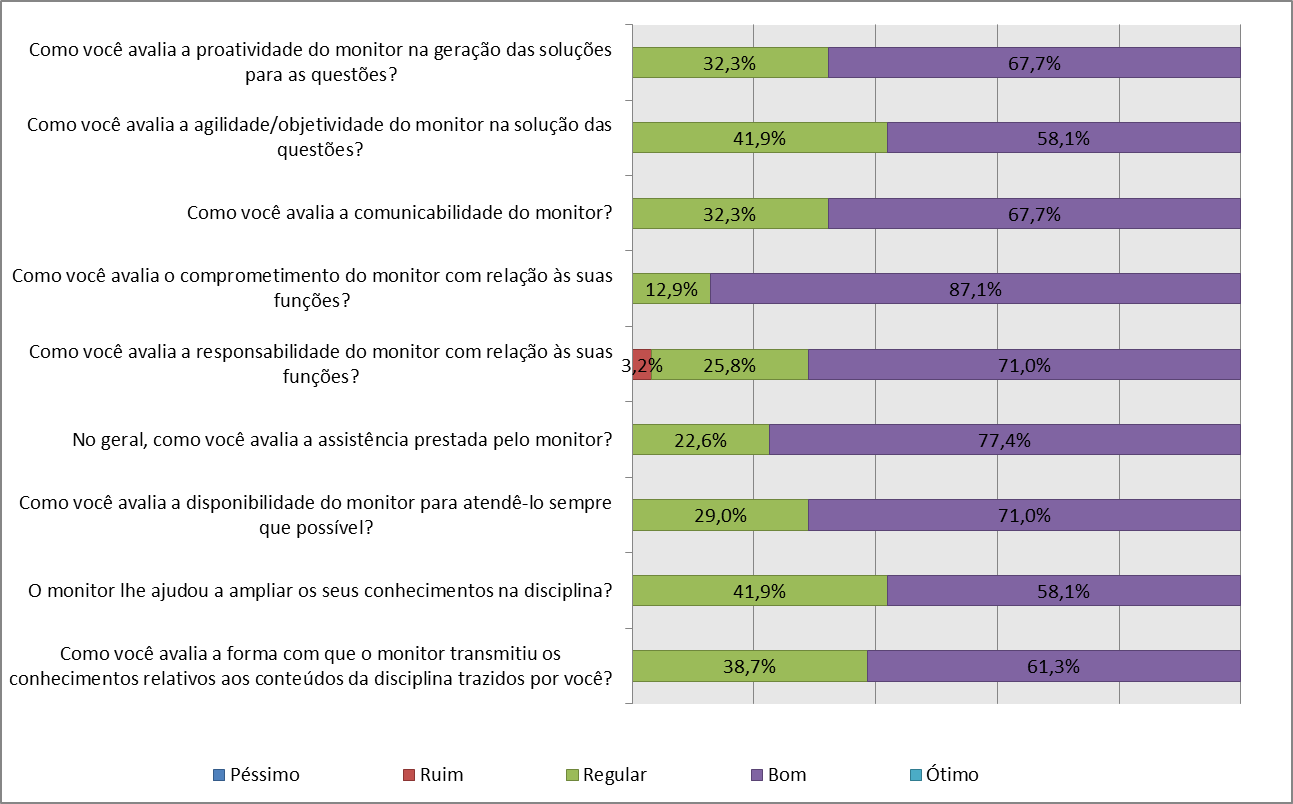 Como você avalia a proatividade do monitor na geração das soluções
para as questões?
32,3% 67,7%
Como você avalia a agilidade/objetividade do monitor na solução das
questões?
41,9% 58,1%
Como você avalia a comunicabilidade do monitor?
32,3% 67,7%
Como você avalia o comprometimento do monitor com relação às suas
funções?
12,9% 87,1%
Como você avalia a responsabilidade do monitor com relação às suas
funções?
3,2% 25,8% 71,0%
No geral, como você avalia a assistência prestada pelo monitor?
22,6% 77,4%
Como você avalia a disponibilidade do monitor para atendê-lo sempre
que possível?
29,0% 71,0%
O monitor lhe ajudou a ampliar os seus conhecimentos na disciplina?
41,9% 58,1%
Como você avalia a forma com que o monitor transmitiu os
conhecimentos relativos aos conteúdos da disciplina trazidos por você?
38,7% 61,3%
Péssimo Ruim Regular Bom Ótimo